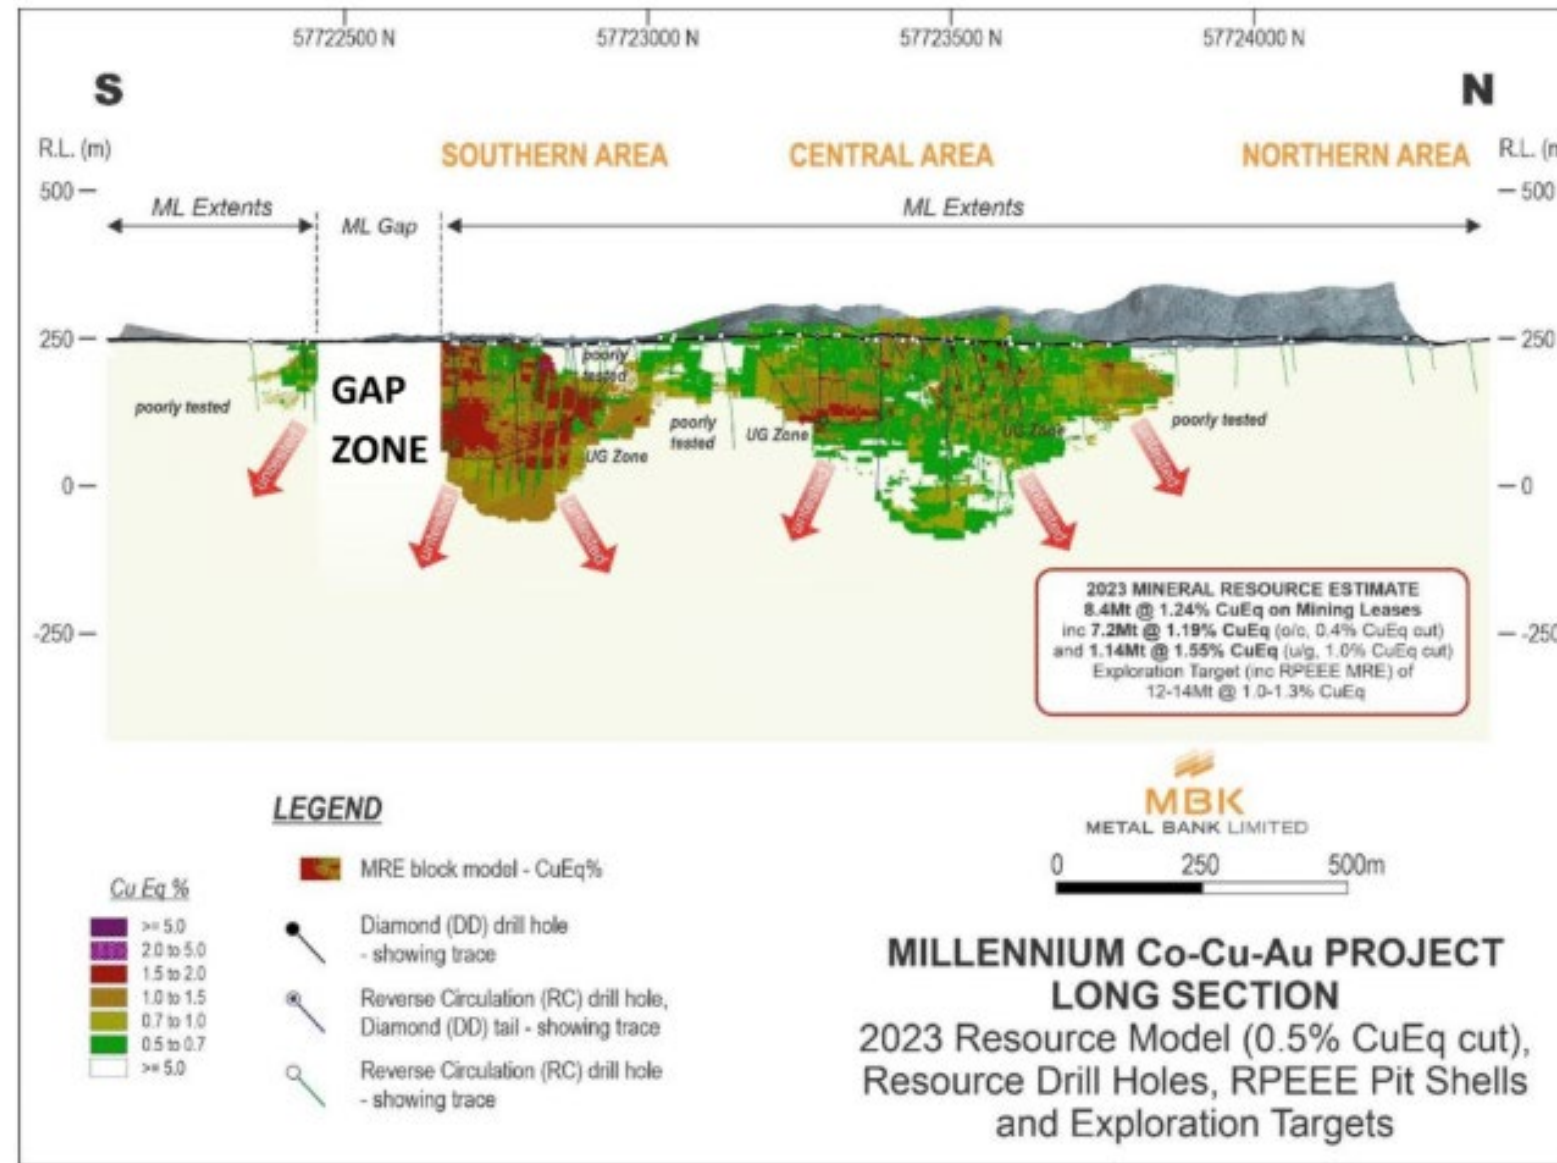 57722500 N
57723000 N
57723500 N
57724000 N
S
N
R.L. (m)
R.L. (m
SOUTHERN AREA
CENTRAL AREA
NORTHERN AREA
500
500
ML Extents
ML Gap
ML Extents
250
250
poorly
tested
GAP
ZONE
poorly tested
poorly
tested
UG Zone
UG Zone
UG Zone
poorly tested
0
0
untested
untested
untested
untested
untested
untested
-250
-250
2023 MINERAL RESOURCE ESTIMATE
8.4Mt @ 1.24% CuEq on Mining Leases
inc 7.2Mt @ 1.19% CuEq (o/c, 0.4% CuEq cut)
and 1.14Mt @ 1.55% CuEq (u/g, 1.0% CuEq cut)
Exploration Target (inc RPEEE MRE) of
12-14Mt @ 1.0-1.3% CuEq
MBK
METAL BANK LIMITED
0 250 500m
LEGEND
MRE block model - CuEq%
Diamond (DD) drill hole
- showing trace
Reverse Circulation (RC) drill hole,
Diamond (DD) tail - showing trace
Reverse Circulation (RC) drill hole
- showing trace
Cu Eq %
>= 5.0
2.0 to 5.0
1.5 to 2.0
1.0 to 1.5
0.7 to 1.0
0.5 to 0.7
>= 5.0
MILLENNIUM Co-Cu-Au PROJECT
LONG SECTION
2023 Resource Model (0.5% CuEq cut),
Resource Drill Holes, RPEEE Pit Shells
and Exploration Targets